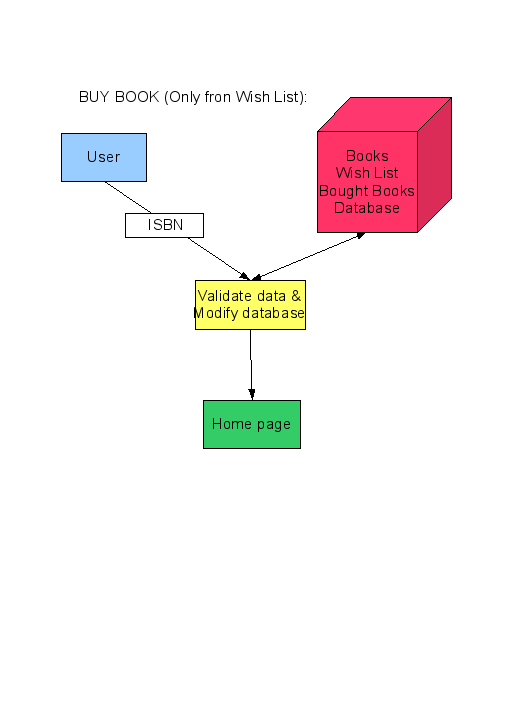 BUY BOOK (Only fron Wish List):
User
Books
Wish List
Bought Books
Database
ISBN
Validate data &
Modify database
Home page